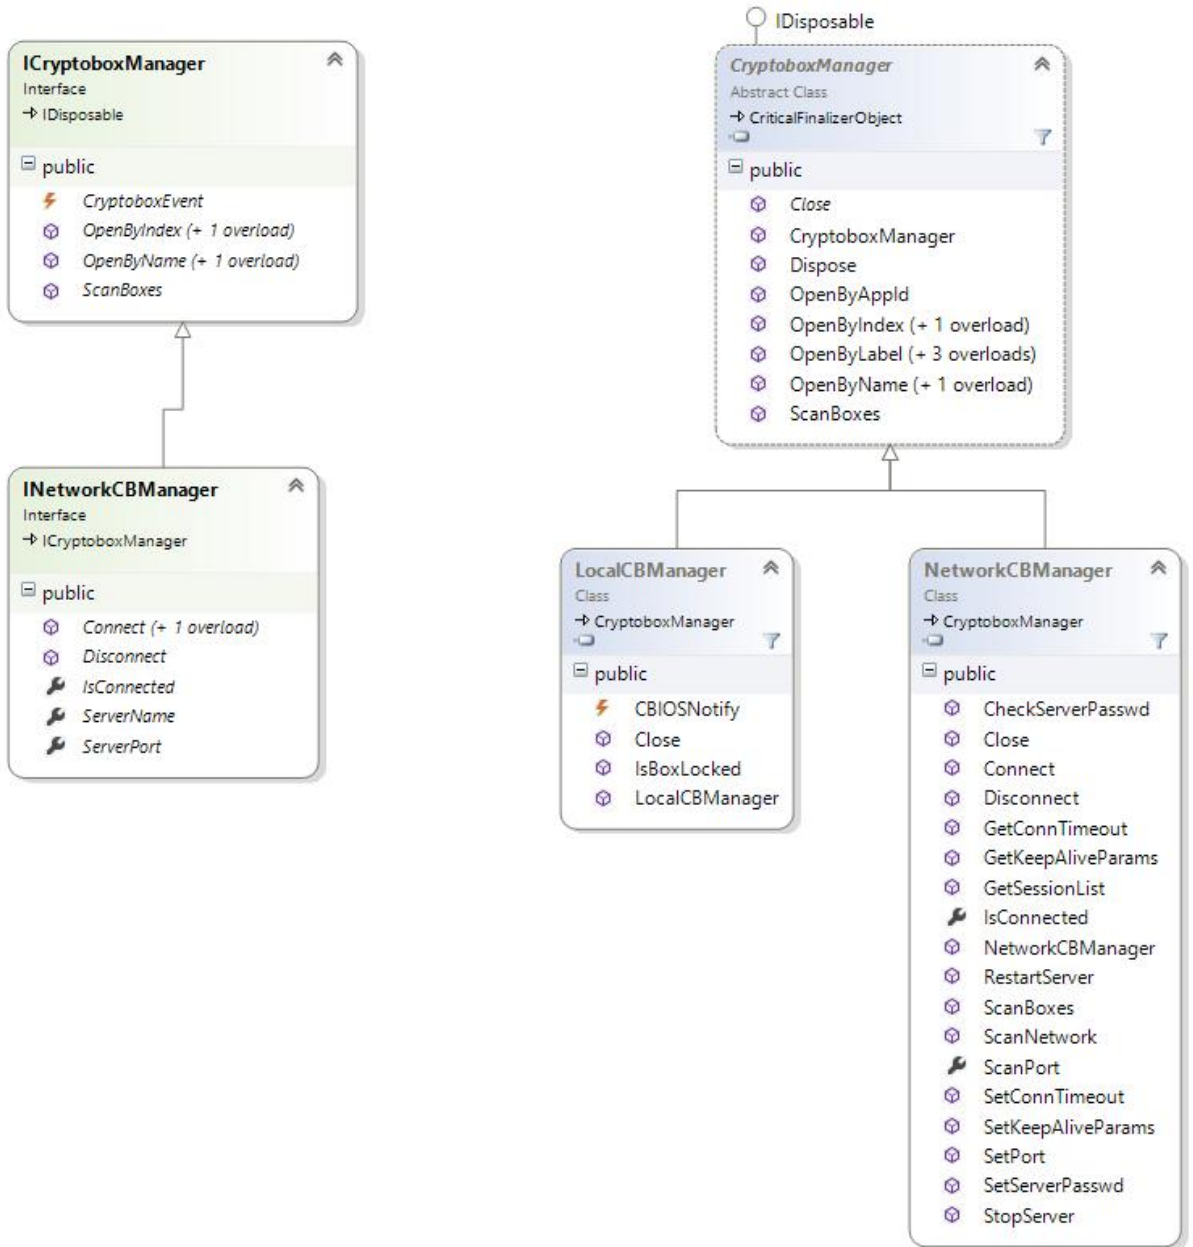 ICryptoboxManager
Interface
IDisposable
public
CryptoboxEvent
OpenByIndex (+ 1 overload)
OpenByName (+ 1 overload)
ScanBoxes
INetworkCBManager
Interface
ICryptoboxManager
public
Connect (+ 1 overload)
Disconnect
IsConnected
ServerName
ServerPort
IDisposable
CryptoboxManager
Abstract Class
CriticalFinalizerObject
public
Close
CryptoboxManager
Dispose
OpenByAppId
OpenByIndex (+ 1 overload)
OpenByLabel (+ 3 overloads)
OpenByName (+ 1 overload)
ScanBoxes
LocalCBManager
Class
CryptoboxManager
public
CBIOSNotify
Close
IsBoxLocked
LocalCBManager
NetworkCBManager
Class
CryptoboxManager
public
CheckServerPasswd
Close
Connect
Disconnect
GetConnTimeout
GetKeepAliveParams
GetSessionList
IsConnected
NetworkCBManager
RestartServer
ScanBoxes
ScanNetwork
ScanPort
SetConnTimeout
SetKeepAliveParams
SetPort
SetServerPasswd
StopServer